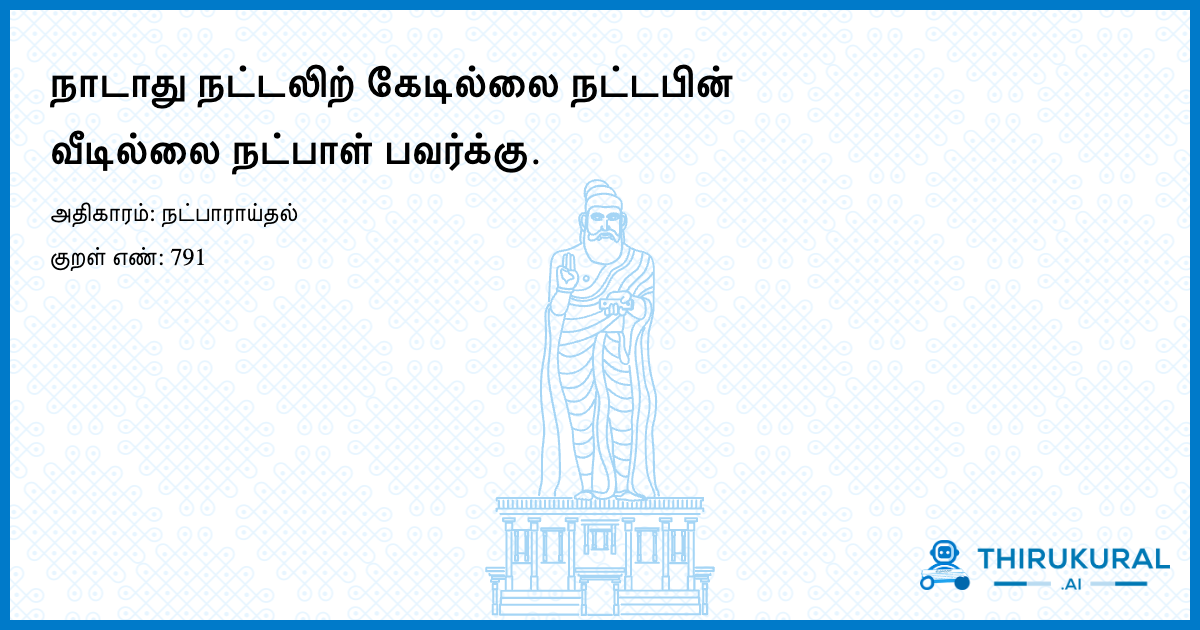 நாடாது நட்டலிற் கேடில்லை நட்டபின்
வீடில்லை நட்பாள் பவர்க்கு.
அதிகாரம்: நட்பாராய்தல்
குறள் எண்: 791
THIRUKURAL
.AI